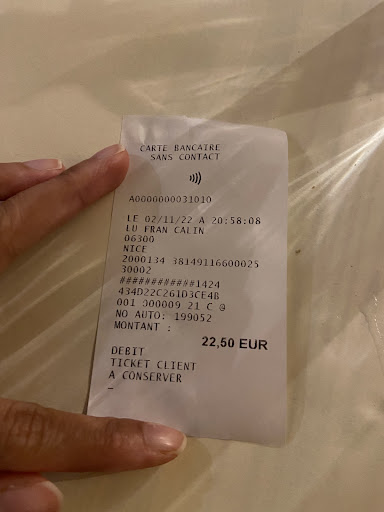 CARTE BANCAIRE
SANS CONTACT
A0000000031010
LE 02/11/22 A 20:58:08
LU FRAN CALIN
06300
NICE
2000134 38149116600025
30002
############1424
434D22C261D3CE4B
001 000009 21 C @
NO AUTO: 199052
MONTANT :
22,50 EUR
DEBIT
TICKET CLIENT
A CONSERVER